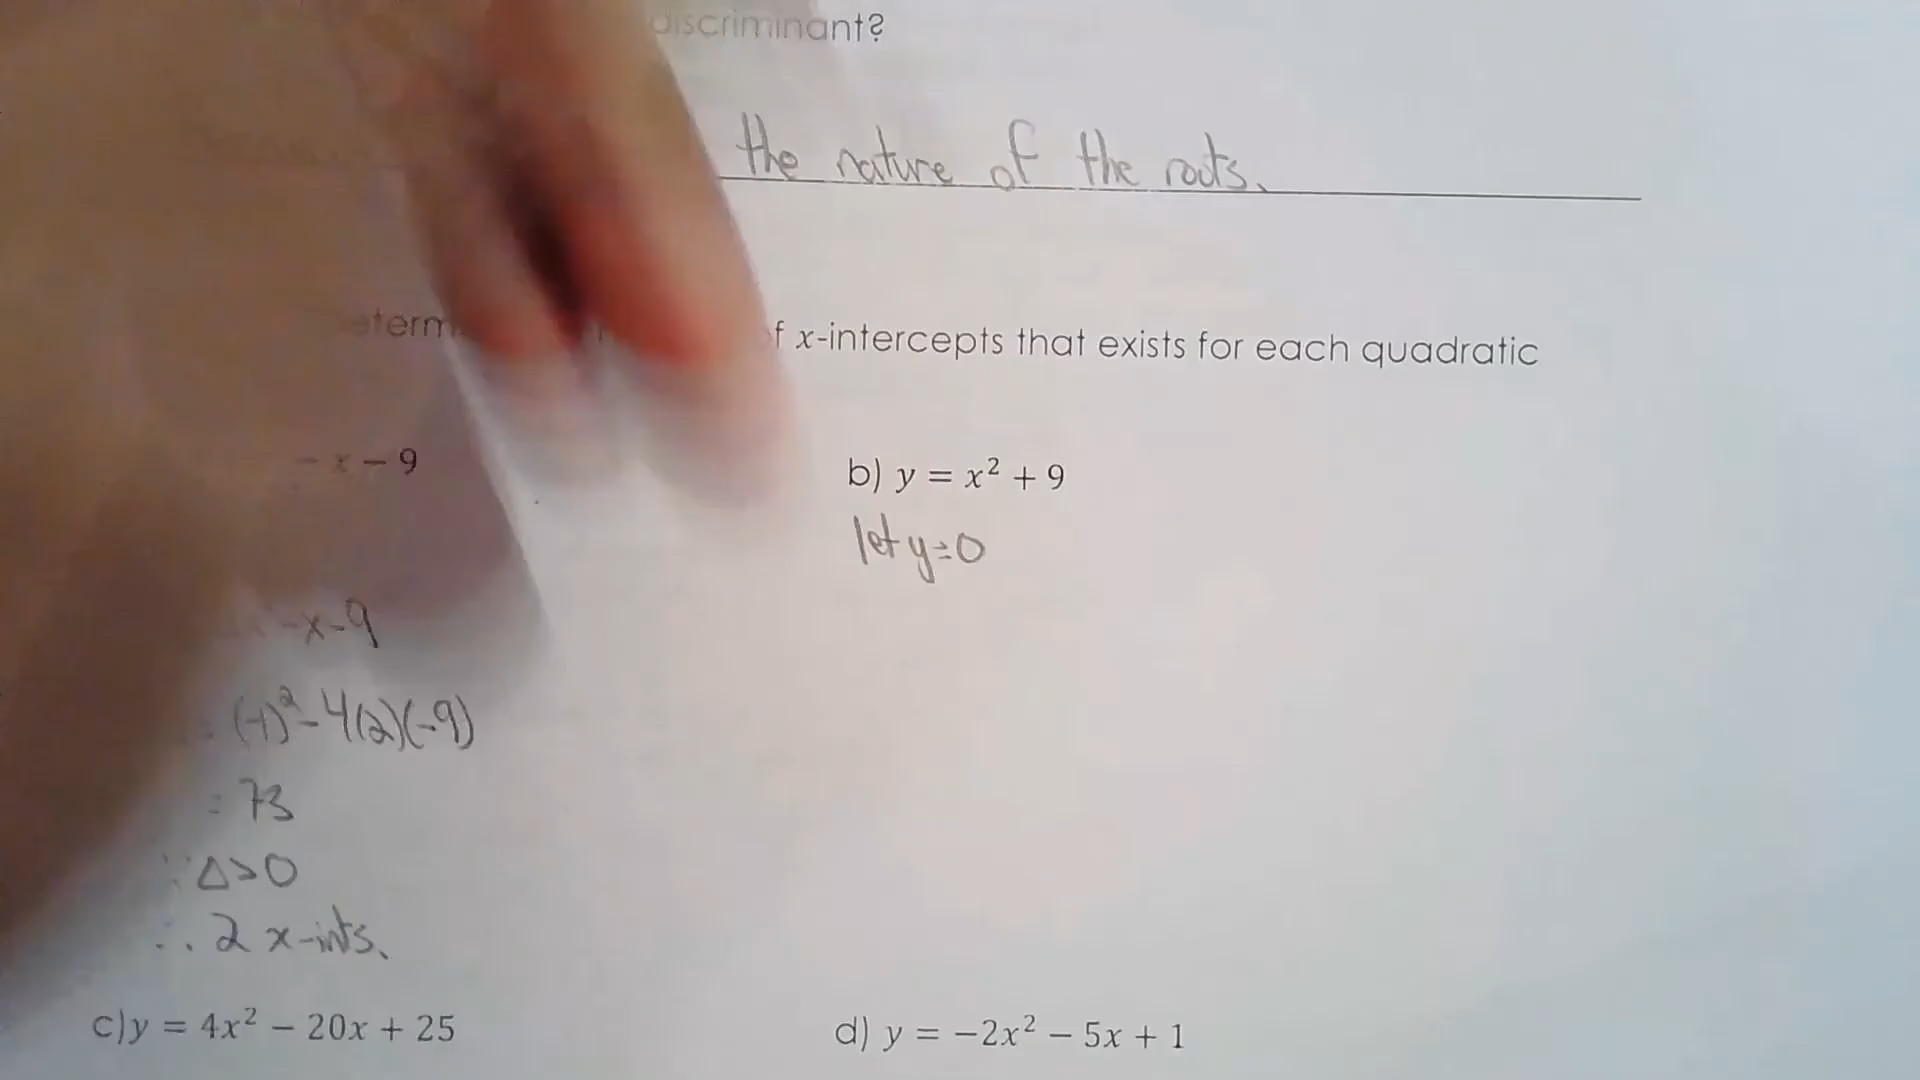 discriminant?
the nature of the roots.
f x-intercepts that exists for each quadratic
- x - 9
b) y = x² + 9
let y=0
-x-9
= (-1)²-4(2)(-9)
= 73
∵ Δ>0
∴ 2 x-ints.
c)y = 4x² − 20x + 25
d) y = −2x² − 5x + 1